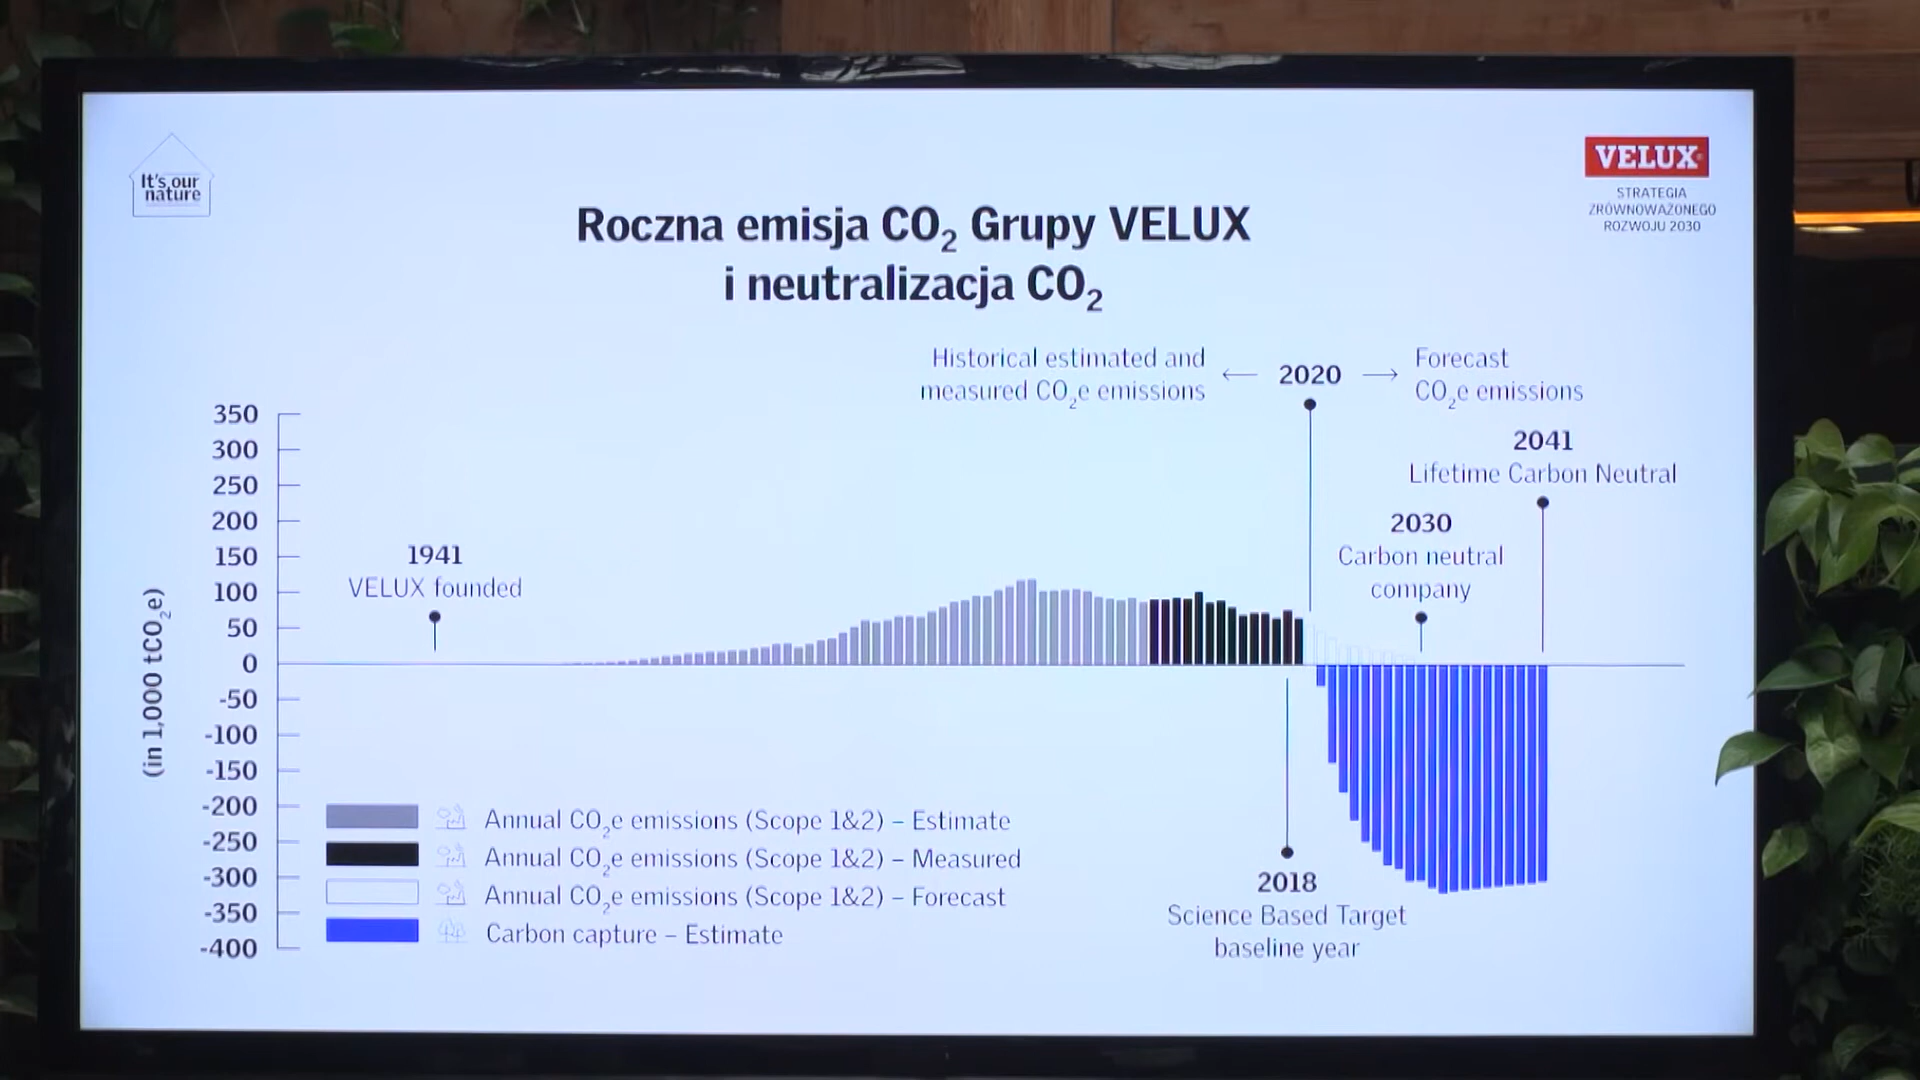 It's our
nature
VELUX
STRATEGIA
ZRÓWNOWAŻONEGO
ROZWOJU 2030
Roczna emisja CO₂ Grupy VELUX
i neutralizacja CO₂
Historical estimated and
measured CO₂e emissions
2020
Forecast
CO₂e emissions
2041
Lifetime Carbon Neutral
2030
Carbon neutral
company
1941
VELUX founded
350
300
250
200
150
100
50
0
-50
-100
-150
-200
-250
-300
-350
-400
(in 1,000 tCO₂e)
Annual CO₂e emissions (Scope 1&2) – Estimate
Annual CO₂e emissions (Scope 1&2) – Measured
Annual CO₂e emissions (Scope 1&2) – Forecast
Carbon capture – Estimate
2018
Science Based Target
baseline year